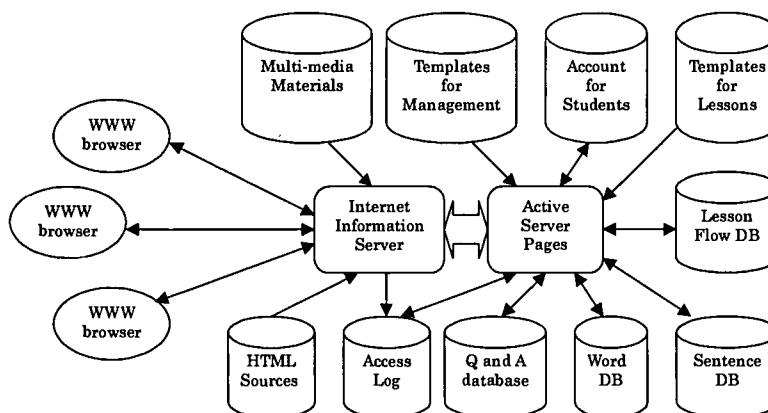 Multi-media
Materials
Templates
for
Management
Account
for
Students
Templates
for
Lessons
WWW
browser
WWW
browser
WWW
browser
Internet
Information
Server
Active
Server
Pages
Lesson
Flow DB
HTML
Sources
Access
Log
Q and A
database
Word
DB
Sentence
DB